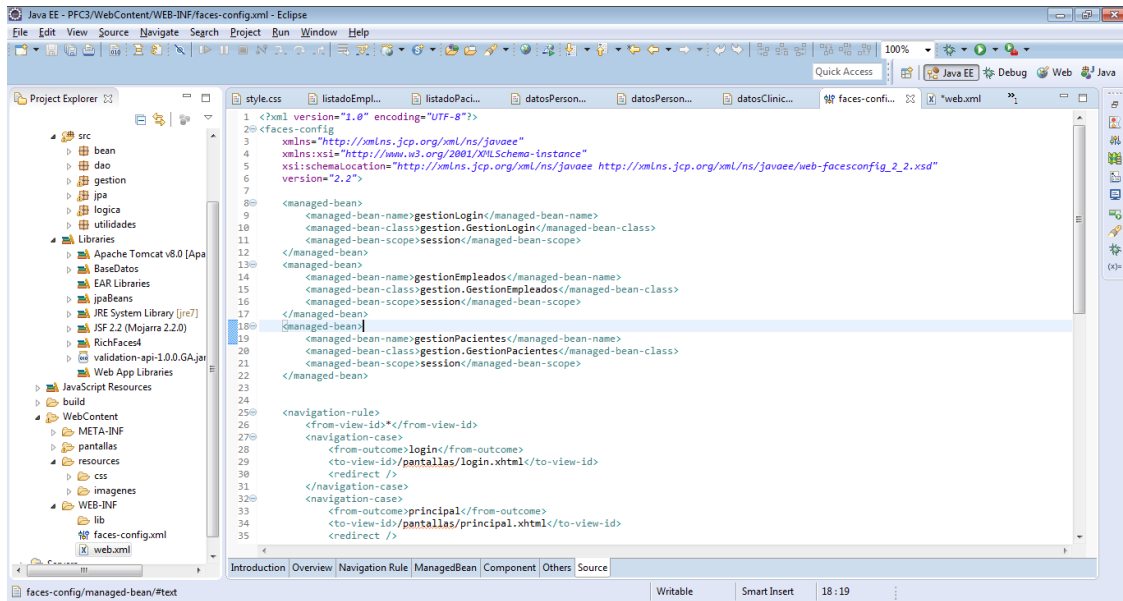 Java EE - PFC3/WebContent/WEB-INF/faces-config.xml - Eclipse
File Edit View Source Navigate Search Project Run Window Help
100%
Quick Access Java EE Debug Web Java
Project Explorer
src
bean
dao
gestion
jpa
logica
utilidades
Libraries
Apache Tomcat v8.0 [Apa
BaseDatos
EAR Libraries
jpaBeans
JRE System Library [jre7]
JSF 2.2 (Mojarra 2.2.0)
RichFaces4
validation-api-1.0.0.GA.jar
Web App Libraries
JavaScript Resources
build
WebContent
META-INF
pantallas
resources
css
imagenes
WEB-INF
lib
faces-config.xml
web.xml
style.css listadoEmpl... listadoPaci... datosPerson... datosPerson... datosClinic... faces-confi... *web.xml »1
1 <?xml version="1.0" encoding="UTF-8"?>
2 <faces-config
3 xmlns="http://xmlns.jcp.org/xml/ns/javaee"
4 xmlns:xsi="http://www.w3.org/2001/XMLSchema-instance"
5 xsi:schemaLocation="http://xmlns.jcp.org/xml/ns/javaee http://xmlns.jcp.org/xml/ns/javaee/web-facesconfig_2_2.xsd"
6 version="2.2">
7
8 <managed-bean>
9 <managed-bean-name>gestionLogin</managed-bean-name>
10 <managed-bean-class>gestion.GestionLogin</managed-bean-class>
11 <managed-bean-scope>session</managed-bean-scope>
12 </managed-bean>
13 <managed-bean>
14 <managed-bean-name>gestionEmpleados</managed-bean-name>
15 <managed-bean-class>gestion.GestionEmpleados</managed-bean-class>
16 <managed-bean-scope>session</managed-bean-scope>
17 </managed-bean>
18 <managed-bean>
19 <managed-bean-name>gestionPacientes</managed-bean-name>
20 <managed-bean-class>gestion.GestionPacientes</managed-bean-class>
21 <managed-bean-scope>session</managed-bean-scope>
22 </managed-bean>
23
24
25 <navigation-rule>
26 <from-view-id>*</from-view-id>
27 <navigation-case>
28 <from-outcome>login</from-outcome>
29 <to-view-id>/pantallas/login.xhtml</to-view-id>
30 <redirect />
31 </navigation-case>
32 <navigation-case>
33 <from-outcome>principal</from-outcome>
34 <to-view-id>/pantallas/principal.xhtml</to-view-id>
35 <redirect />
Introduction Overview Navigation Rule ManagedBean Component Others Source
(x)=
faces-config/managed-bean/#text Writable Smart Insert 18 : 19